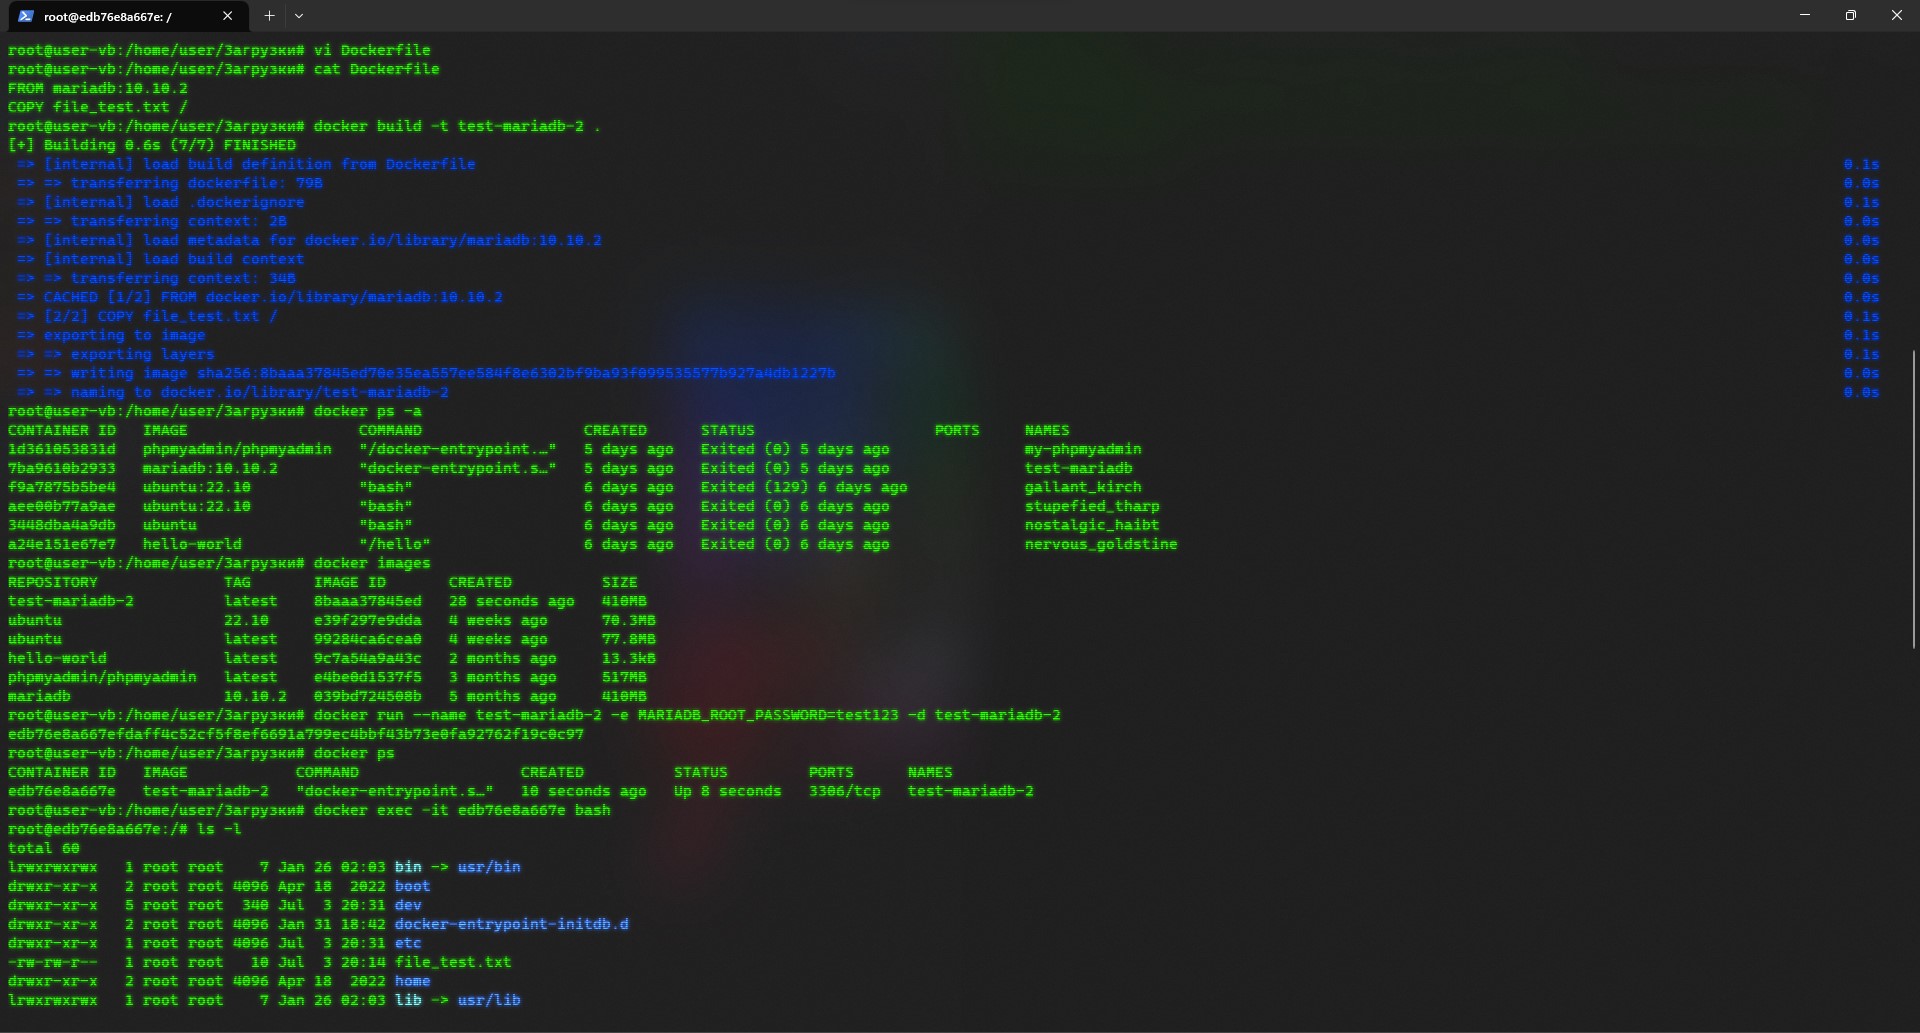 root@edb76e8a667e: /
root@user-vb:/home/user/Загрузки# vi Dockerfile
root@user-vb:/home/user/Загрузки# cat Dockerfile
FROM mariadb:10.10.2
COPY file_test.txt /
root@user-vb:/home/user/Загрузки# docker build -t test-mariadb-2 .
[+] Building 0.6s (7/7) FINISHED
=> [internal] load build definition from Dockerfile 0.1s
=> => transferring dockerfile: 79B 0.0s
=> [internal] load .dockerignore 0.1s
=> => transferring context: 2B 0.0s
=> [internal] load metadata for docker.io/library/mariadb:10.10.2 0.0s
=> [internal] load build context 0.0s
=> => transferring context: 34B 0.0s
=> CACHED [1/2] FROM docker.io/library/mariadb:10.10.2 0.0s
=> [2/2] COPY file_test.txt / 0.1s
=> exporting to image 0.1s
=> => exporting layers 0.1s
=> => writing image sha256:8baaa37845ed70e35ea557ee584f8e6302bf9ba93f099535577b927a4db1227b 0.0s
=> => naming to docker.io/library/test-mariadb-2 0.0s
root@user-vb:/home/user/Загрузки# docker ps -a
CONTAINER ID IMAGE COMMAND CREATED STATUS PORTS NAMES
1d361053831d phpmyadmin/phpmyadmin "/docker-entrypoint.…" 5 days ago Exited (0) 5 days ago my-phpmyadmin
7ba9610b2933 mariadb:10.10.2 "docker-entrypoint.s…" 5 days ago Exited (0) 5 days ago test-mariadb
f9a7875b5be4 ubuntu:22.10 "bash" 6 days ago Exited (129) 6 days ago gallant_kirch
aee00b77a9ae ubuntu:22.10 "bash" 6 days ago Exited (0) 6 days ago stupefied_tharp
3448dba4a9db ubuntu "bash" 6 days ago Exited (0) 6 days ago nostalgic_haibt
a24e151e67e7 hello-world "/hello" 6 days ago Exited (0) 6 days ago nervous_goldstine
root@user-vb:/home/user/Загрузки# docker images
REPOSITORY TAG IMAGE ID CREATED SIZE
test-mariadb-2 latest 8baaa37845ed 28 seconds ago 410MB
ubuntu 22.10 e39f297e9dda 4 weeks ago 70.3MB
ubuntu latest 99284ca6cea0 4 weeks ago 77.8MB
hello-world latest 9c7a54a9a43c 2 months ago 13.3kB
phpmyadmin/phpmyadmin latest e4be0d1537f5 3 months ago 517MB
mariadb 10.10.2 039bd724508b 5 months ago 410MB
root@user-vb:/home/user/Загрузки# docker run --name test-mariadb-2 -e MARIADB_ROOT_PASSWORD=test123 -d test-mariadb-2
edb76e8a667efdaff4c52cf5f8ef6691a799ec4bbf43b73e0fa92762f19c0c97
root@user-vb:/home/user/Загрузки# docker ps
CONTAINER ID IMAGE COMMAND CREATED STATUS PORTS NAMES
edb76e8a667e test-mariadb-2 "docker-entrypoint.s…" 10 seconds ago Up 8 seconds 3306/tcp test-mariadb-2
root@user-vb:/home/user/Загрузки# docker exec -it edb76e8a667e bash
root@edb76e8a667e:/# ls -l
total 60
lrwxrwxrwx 1 root root 7 Jan 26 02:03 bin -> usr/bin
drwxr-xr-x 2 root root 4096 Apr 18 2022 boot
drwxr-xr-x 5 root root 340 Jul 3 20:31 dev
drwxr-xr-x 2 root root 4096 Jan 31 18:42 docker-entrypoint-initdb.d
drwxr-xr-x 1 root root 4096 Jul 3 20:31 etc
-rw-rw-r-- 1 root root 10 Jul 3 20:14 file_test.txt
drwxr-xr-x 2 root root 4096 Apr 18 2022 home
lrwxrwxrwx 1 root root 7 Jan 26 02:03 lib -> usr/lib